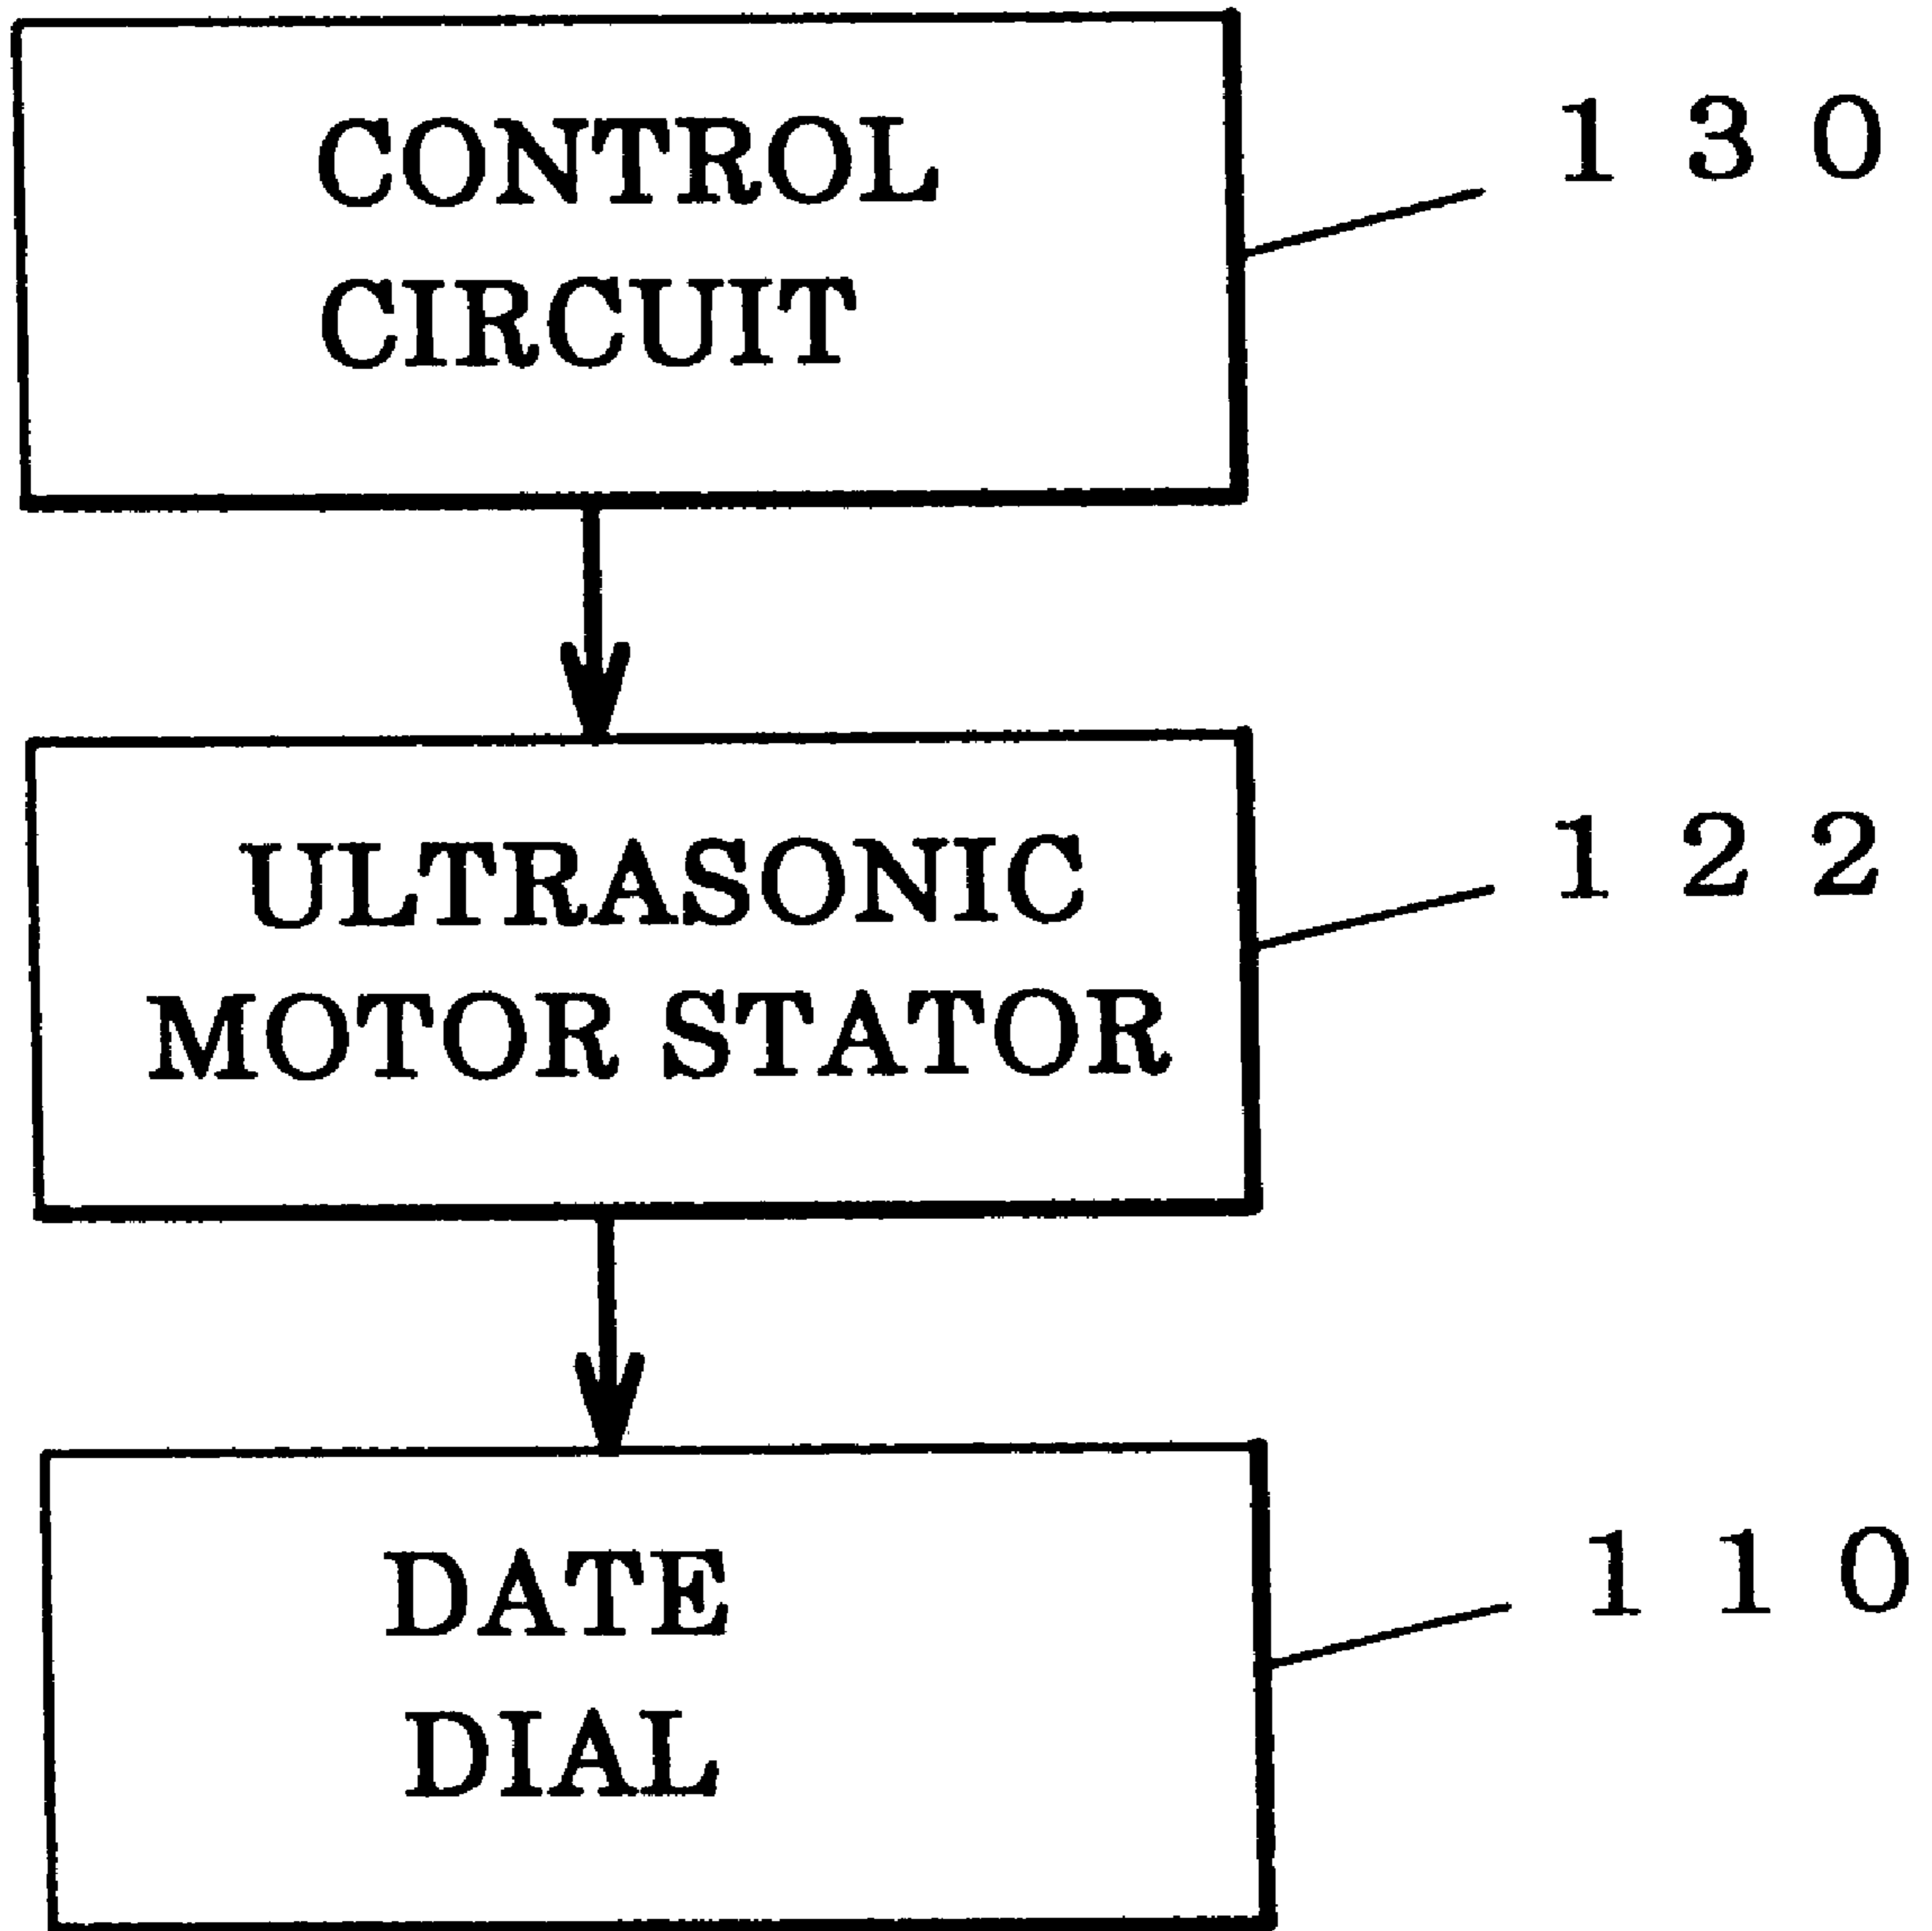 CONTROL
CIRCUIT
130
ULTRASONIC
MOTOR STATOR
122
DATE
DIAL
110